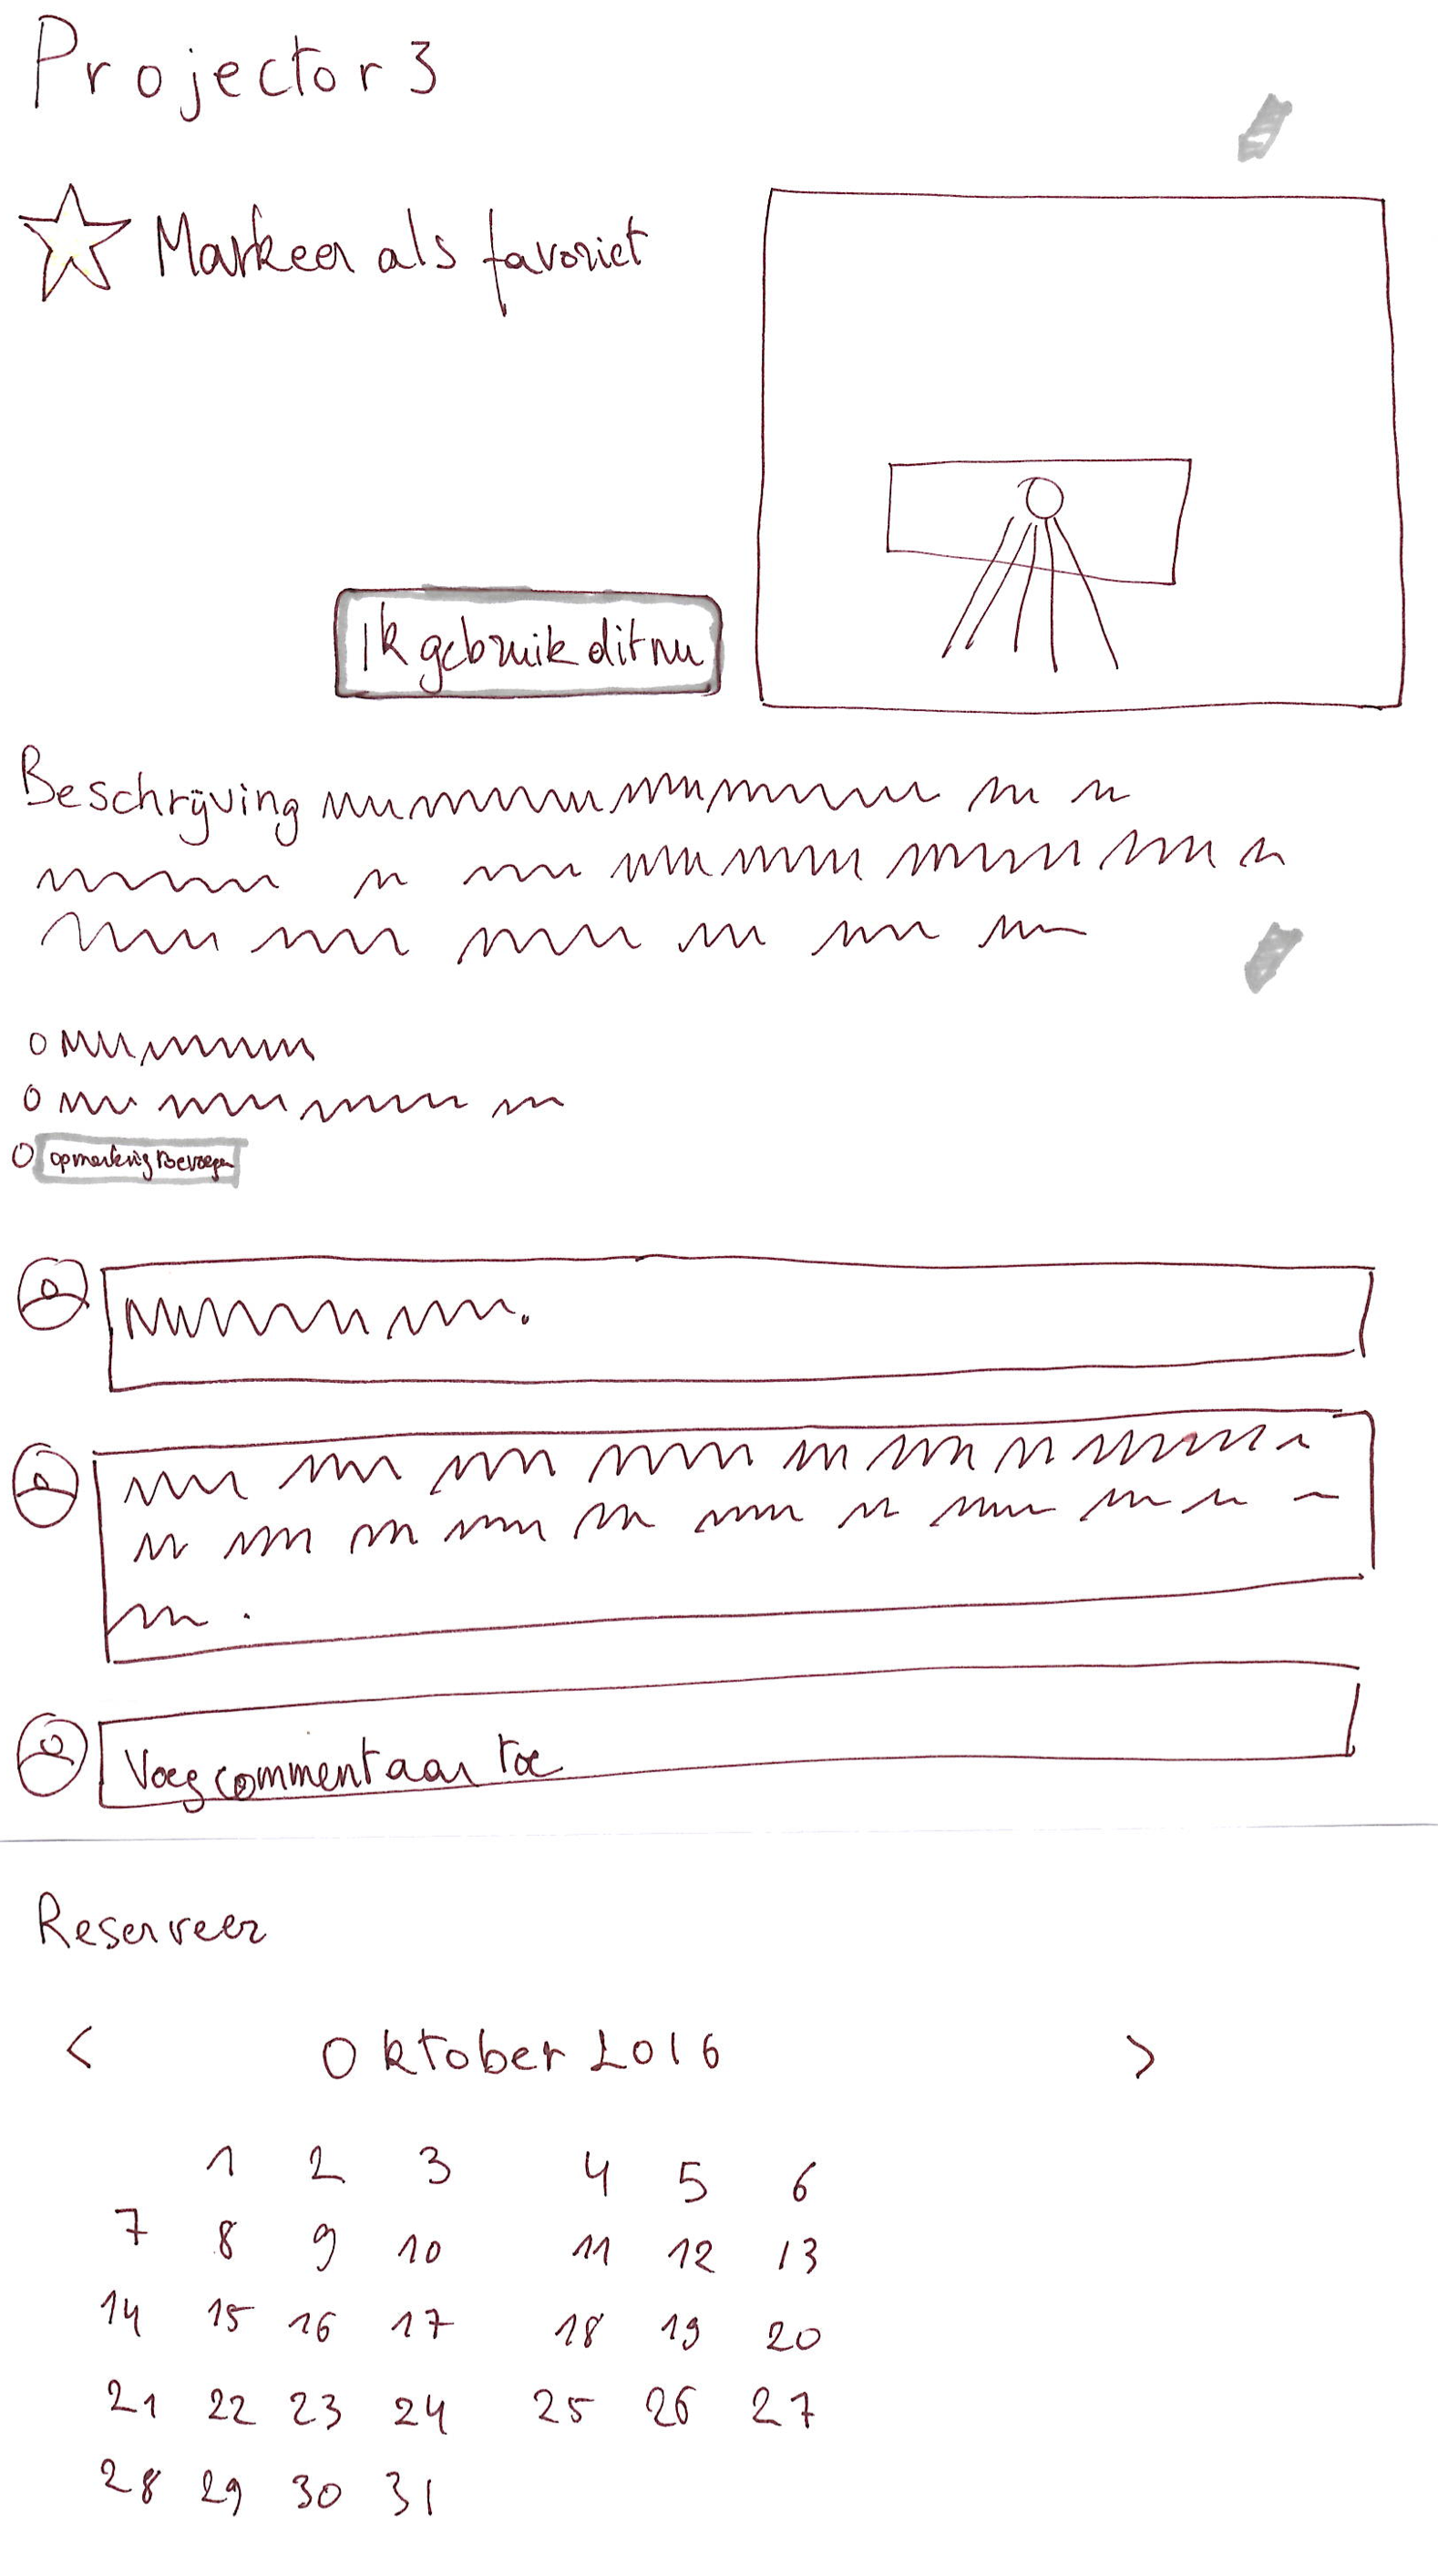 Projector 3
Markeer als favoriet
Ik gebruik dit nu
Beschrijving
opmerking toevoegen
Voeg commentaar toe
Reserveer
< Oktober 2016 >
1 2 3 4 5 6
7 8 9 10 11 12 13
14 15 16 17 18 19 20
21 22 23 24 25 26 27
28 29 30 31